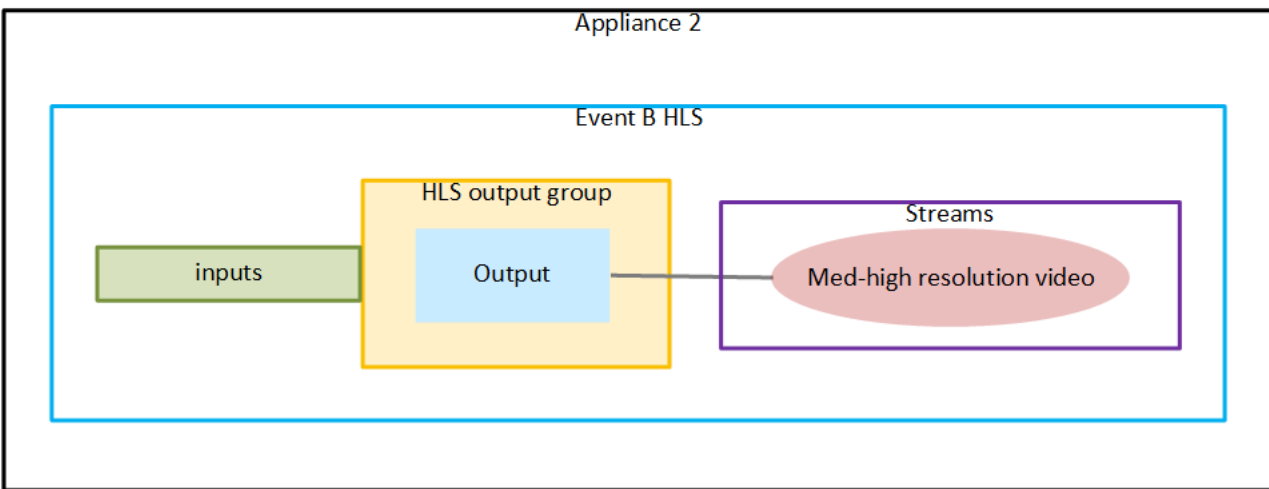 Appliance 2
Event B HLS
HLS output group
Streams
inputs
Output
Med-high resolution video